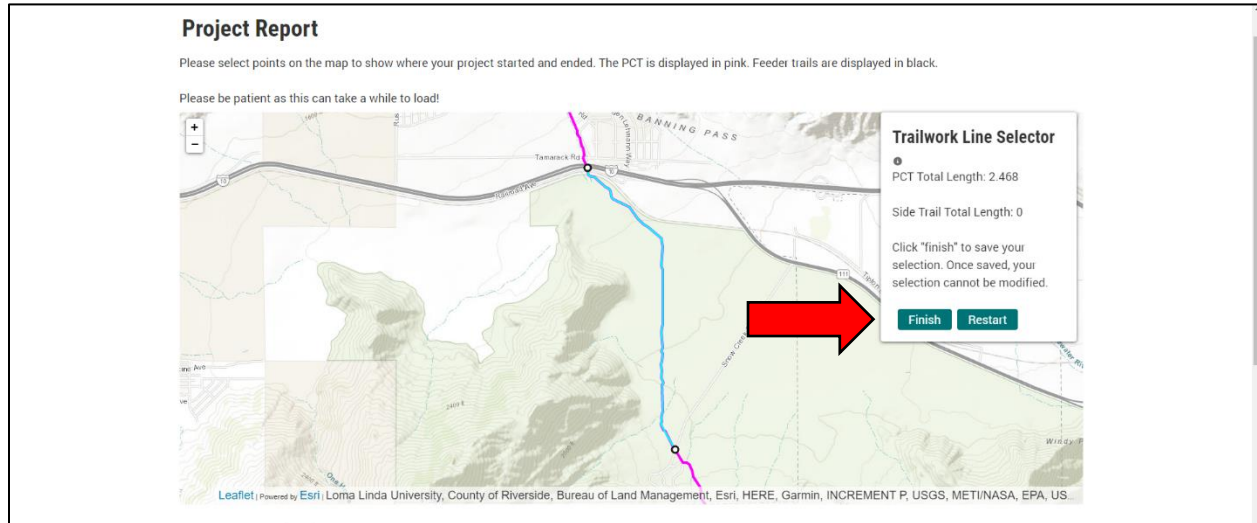 Project Report
Please select points on the map to show where your project started and ended. The PCT is displayed in pink. Feeder trails are displayed in black.
Please be patient as this can take a while to load!
+
−
BANNING PASS
Tamarack Rd
10
10
Trailwork Line Selector
PCT Total Length: 2.468
Side Trail Total Length: 0
Click "finish" to save your
selection. Once saved, your
selection cannot be modified.
Finish Restart
111
Leaflet | Powered by Esri | Loma Linda University, County of Riverside, Bureau of Land Management, Esri, HERE, Garmin, INCREMENT P, USGS, METI/NASA, EPA, US